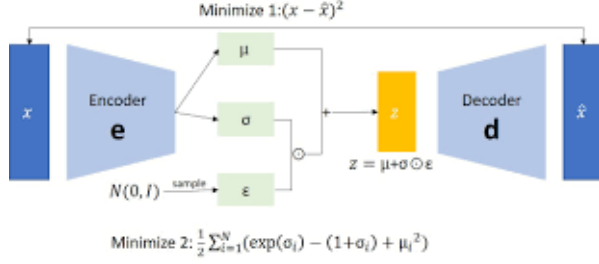 Minimize 1:(x − x̂)²
μ
x
Encoder
e
σ
+
z
Decoder
d
x̂
⊙
z = μ+σ⊙ε
N(0, I)
sample
ε
Minimize 2: ½ ∑ᵢ₌₁ᴺ(exp(σᵢ) − (1+σᵢ) + μᵢ²)